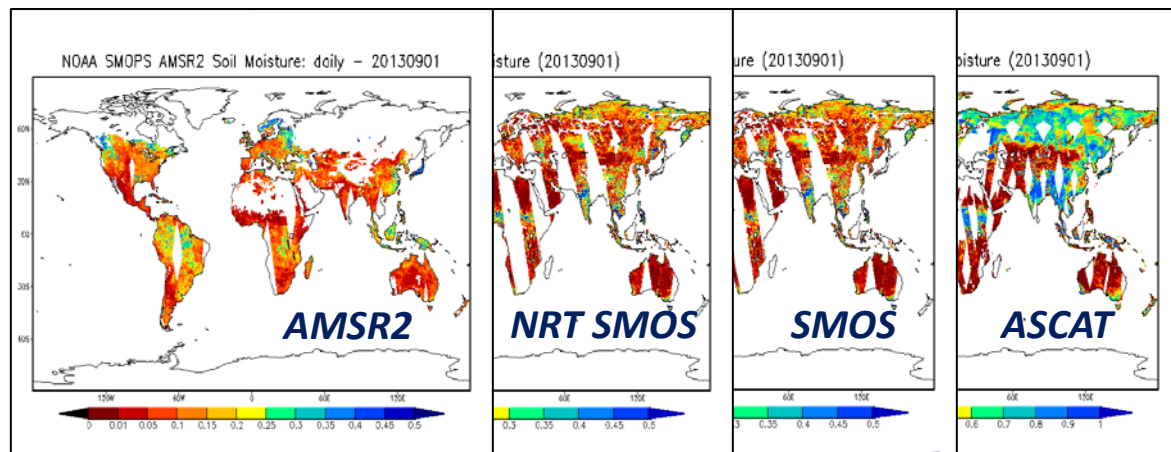 NOAA SMOPS AMSR2 Soil Moisture: daily - 20130901
isture (20130901)
ure (20130901)
oisture (20130901)
60N
30N
EQ
30S
60S
AMSR2
NRT SMOS
SMOS
ASCAT
120W 60W 0 60E 120E
60E 120E
60E 120E
60E 120E
0 0.01 0.05 0.1 0.15 0.2 0.25 0.3 0.35 0.4 0.45 0.5
0.3 0.35 0.4 0.45 0.5
0.3 0.35 0.4 0.45 0.5
0.6 0.7 0.8 0.9 1